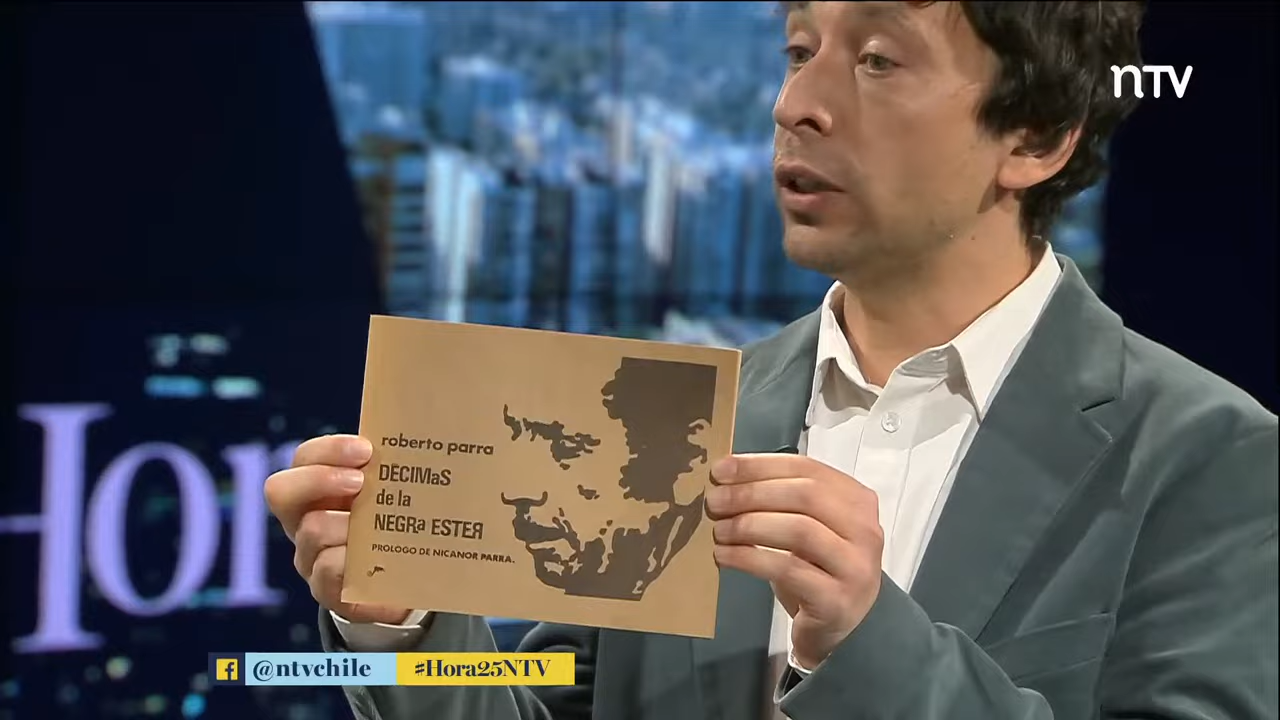 nTV
Hor
roberto parra
DECIMaS
de la
NEGRa ESTER
PROLOGO DE NICANOR PARRA.
@ntvchile
#Hora25NTV